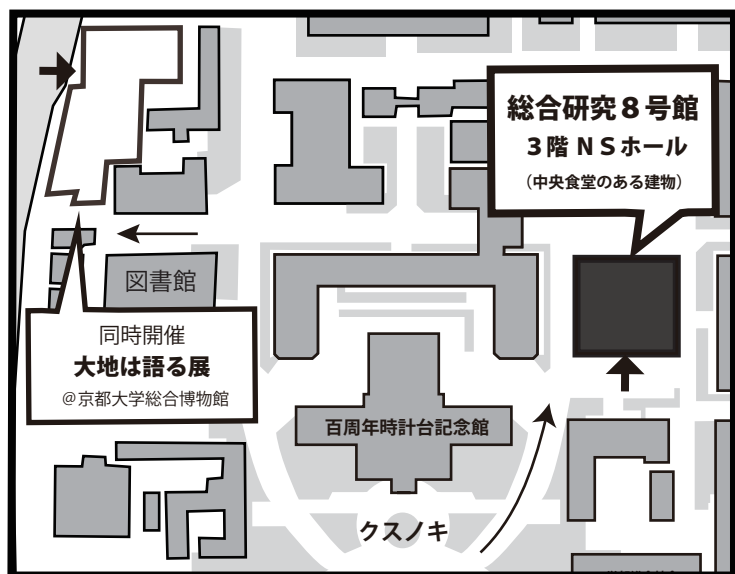 総合研究８号館
３階 ＮＳホール
（中央食堂のある建物）
図書館
同時開催
大地は語る展
＠京都大学総合博物館
百周年時計台記念館
クスノキ